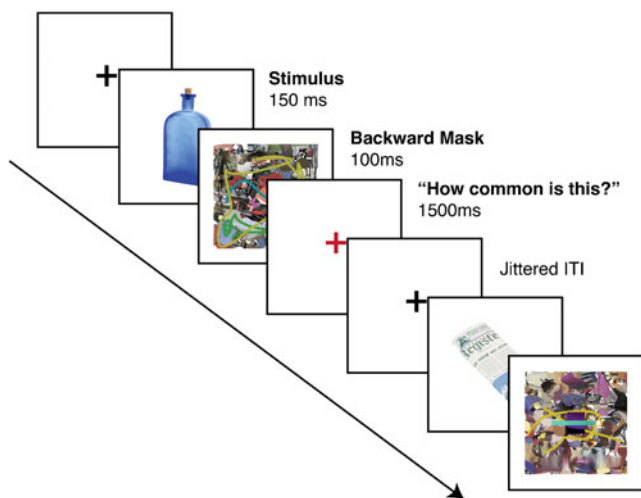 Stimulus
150 ms
Backward Mask
100ms
“How common is this?”
1500ms
Jittered ITI